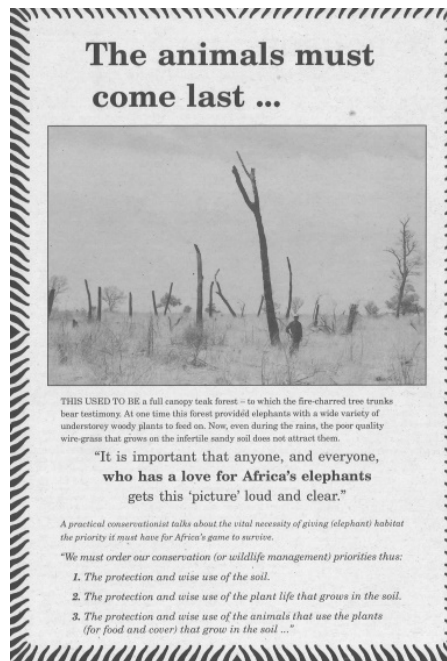 The animals must
come last ...
THIS USED TO BE a full canopy teak forest – to which the fire-charred tree trunks
bear testimony. At one time this forest provided elephants with a wide variety of
understorey woody plants to feed on. Now, even during the rains, the poor quality
wire-grass that grows on the infertile sandy soil does not attract them.
“It is important that anyone, and everyone,
who has a love for Africa’s elephants
gets this ‘picture’ loud and clear.”
A practical conservationist talks about the vital necessity of giving (elephant) habitat
the priority it must have for Africa’s game to survive.
“We must order our conservation (or wildlife management) priorities thus:
1. The protection and wise use of the soil.
2. The protection and wise use of the plant life that grows in the soil.
3. The protection and wise use of the animals that use the plants
(for food and cover) that grow in the soil ...”